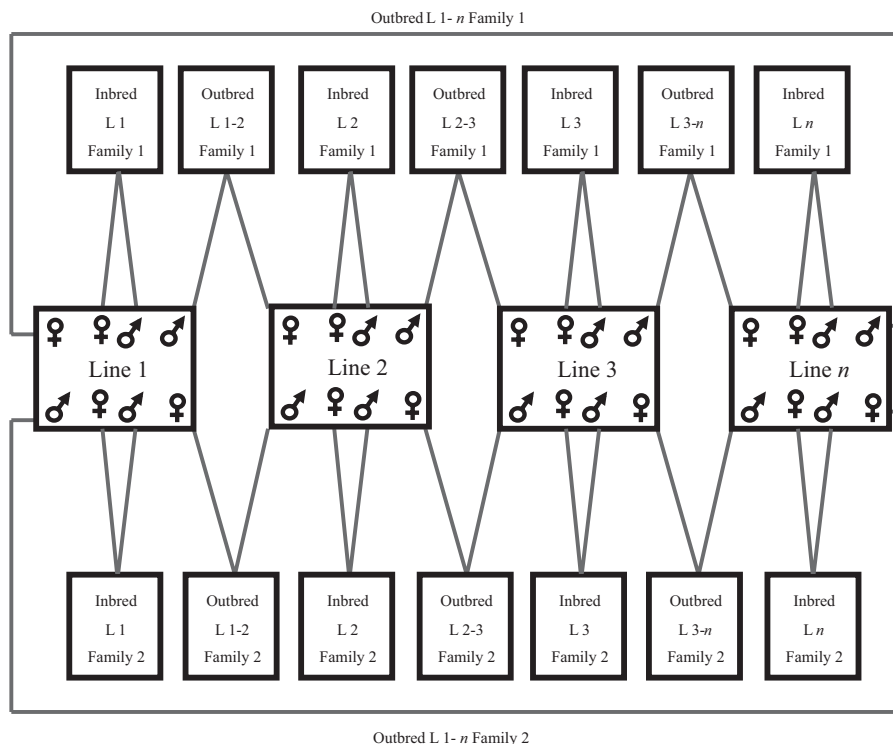 Outbred L 1- n Family 1
Inbred
L 1
Family 1
Outbred
L 1-2
Family 1
Inbred
L 2
Family 1
Outbred
L 2-3
Family 1
Inbred
L 3
Family 1
Outbred
L 3-n
Family 1
Inbred
L n
Family 1
Line 1
Line 2
Line 3
Line n
Inbred
L 1
Family 2
Outbred
L 1-2
Family 2
Inbred
L 2
Family 2
Outbred
L 2-3
Family 2
Inbred
L 3
Family 2
Outbred
L 3-n
Family 2
Inbred
L n
Family 2
Outbred L 1- n Family 2